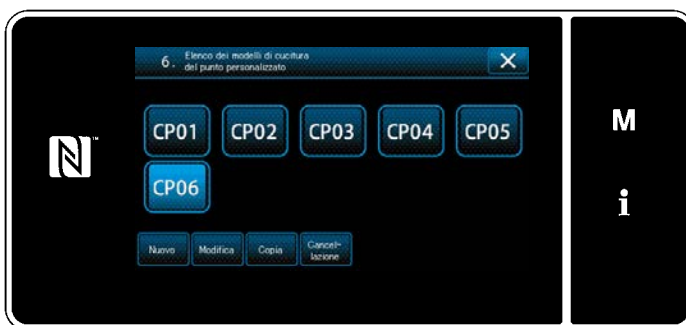 6. Elenco dei modelli di cucitura
del punto personalizzato
CP01 CP02 CP03 CP04 CP05
CP06
Nuovo Modifica Copia Cancel-
lazione
M
i